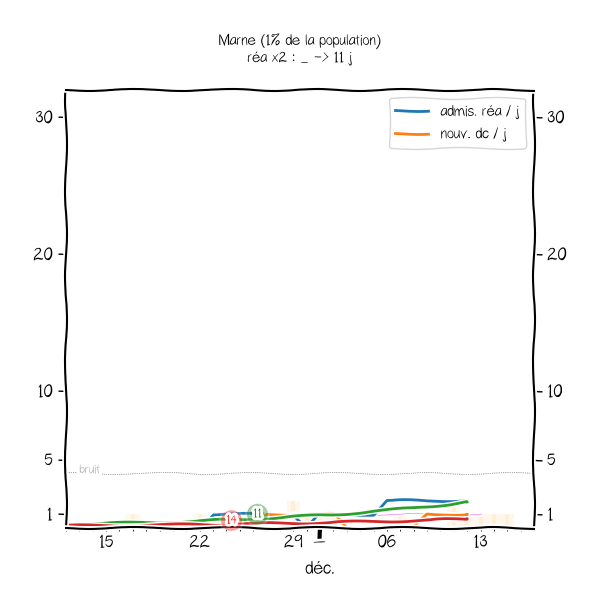 Marne (1% de la population)
réa x2 : _ -> 11 j
admis. réa / j
nouv. dc / j
30 30
20 20
10 10
5 5
bruit
1 1
14 11
15 22 29 _ 06 13
déc.